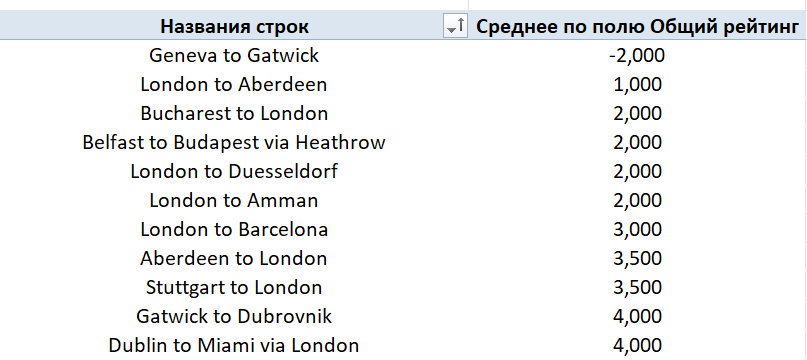 Названия строк Среднее по полю Общий рейтинг
Geneva to Gatwick -2,000
London to Aberdeen 1,000
Bucharest to London 2,000
Belfast to Budapest via Heathrow 2,000
London to Duesseldorf 2,000
London to Amman 2,000
London to Barcelona 3,000
Aberdeen to London 3,500
Stuttgart to London 3,500
Gatwick to Dubrovnik 4,000
Dublin to Miami via London 4,000